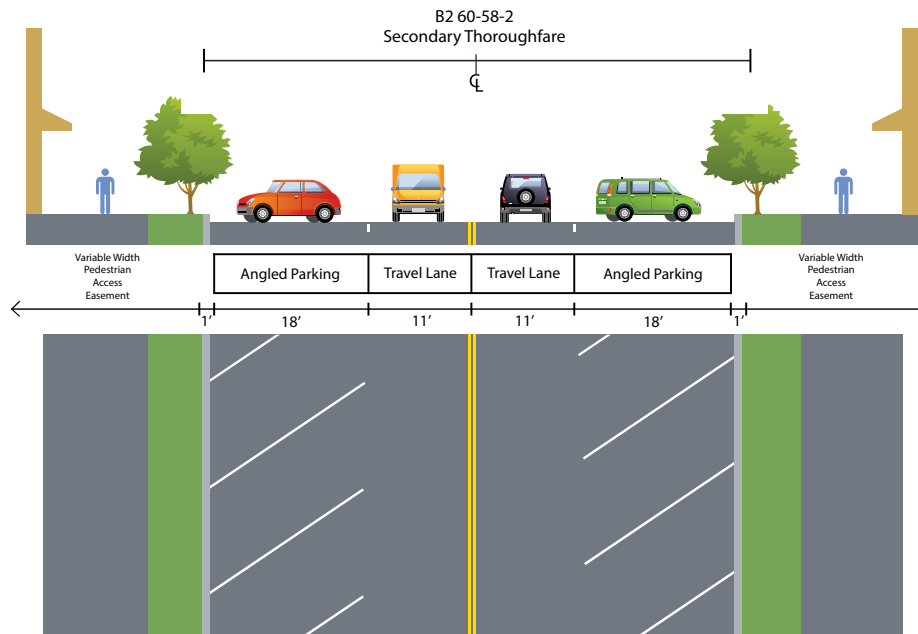 B2 60-58-2
Secondary Thoroughfare
℄
Variable Width
Pedestrian
Access
Easement
Angled Parking
Travel Lane
Travel Lane
Angled Parking
Variable Width
Pedestrian
Access
Easement
1’
18’
11’
11’
18’
1’